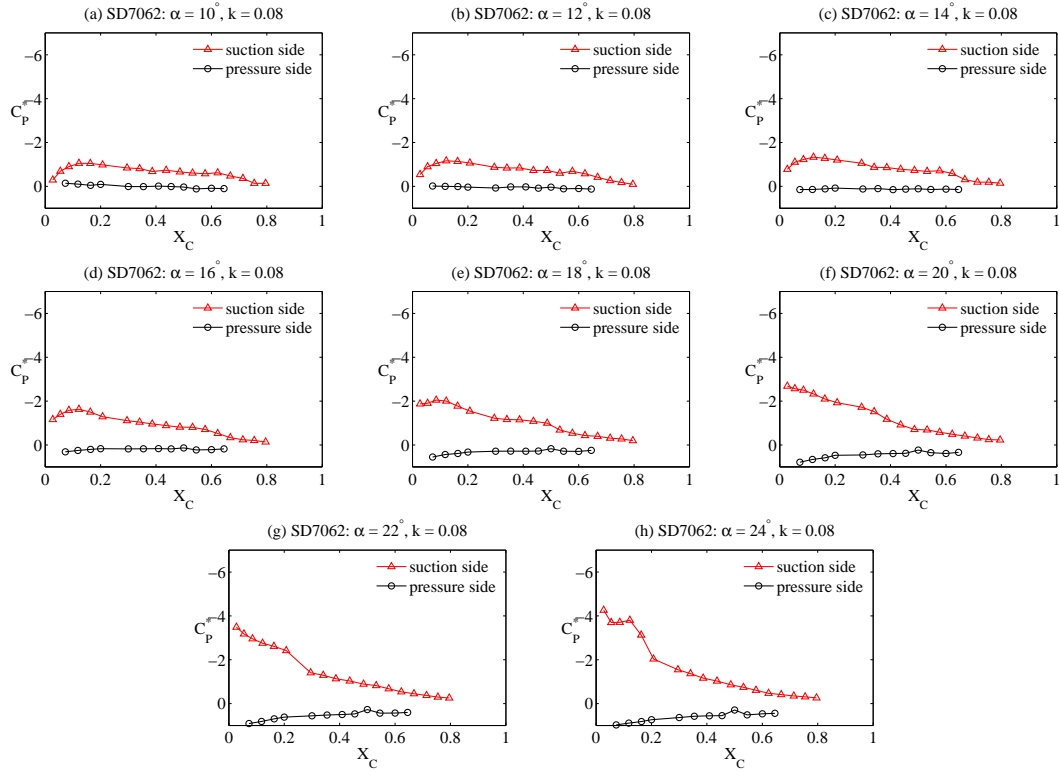 (a) SD7062: α = 10°, k = 0.08
(b) SD7062: α = 12°, k = 0.08
(c) SD7062: α = 14°, k = 0.08
suction side
pressure side
−6
−4
−2
0
C_P^*
0 0.2 0.4 0.6 0.8 1
X_C
suction side
pressure side
−6
−4
−2
0
C_P^*
0 0.2 0.4 0.6 0.8 1
X_C
suction side
pressure side
−6
−4
−2
0
C_P^*
0 0.2 0.4 0.6 0.8 1
X_C
(d) SD7062: α = 16°, k = 0.08
(e) SD7062: α = 18°, k = 0.08
(f) SD7062: α = 20°, k = 0.08
suction side
pressure side
−6
−4
−2
0
C_P^*
0 0.2 0.4 0.6 0.8 1
X_C
suction side
pressure side
−6
−4
−2
0
C_P^*
0 0.2 0.4 0.6 0.8 1
X_C
suction side
pressure side
−6
−4
−2
0
C_P^*
0 0.2 0.4 0.6 0.8 1
X_C
(g) SD7062: α = 22°, k = 0.08
(h) SD7062: α = 24°, k = 0.08
suction side
pressure side
−6
−4
−2
0
C_P^*
0 0.2 0.4 0.6 0.8 1
X_C
suction side
pressure side
−6
−4
−2
0
C_P^*
0 0.2 0.4 0.6 0.8 1
X_C